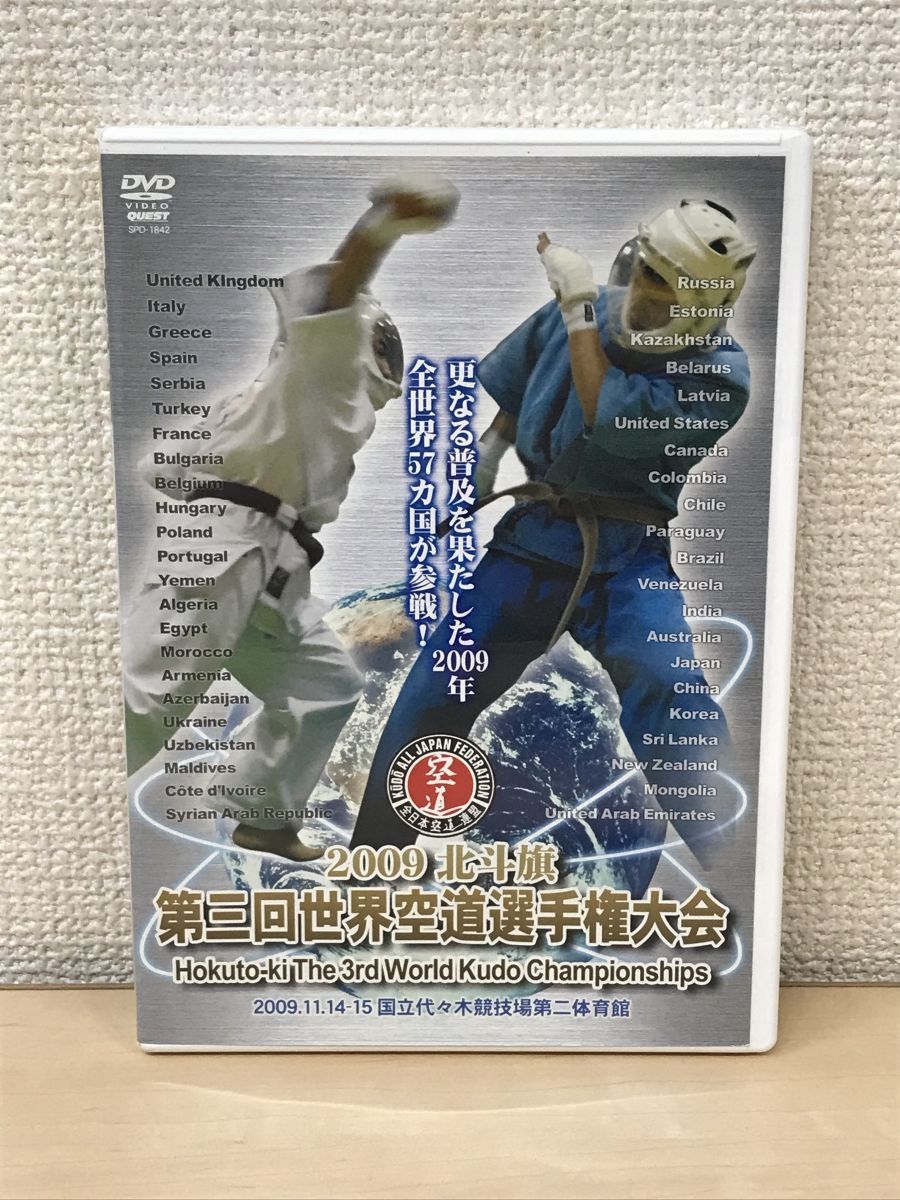 DVD
VIDEO
QUEST
SPD-1842
United KIngdom
Italy
Greece
Spain
Serbia
Turkey
France
Bulgaria
Belgium
Hungary
Poland
Portugal
Yemen
Algeria
Egypt
Morocco
Armenia
Azerbaijan
Ukraine
Uzbekistan
Maldives
Côte d'Ivoire
Syrian Arab Republic
更なる普及を果たした2009年
全世界57カ国が参戦!
Russia
Estonia
Kazakhstan
Belarus
Latvia
United States
Canada
Colombia
Chile
Paraguay
Brazil
Venezuela
India
Australia
Japan
China
Korea
Sri Lanka
New Zealand
Mongolia
United Arab Emirates
KUDŌ ALL JAPAN FEDERATION
空道
全日本空道連盟
2009 北斗旗
第三回世界空道選手権大会
Hokuto-ki The 3rd World Kudo Championships
2009.11.14-15 国立代々木競技場第二体育館